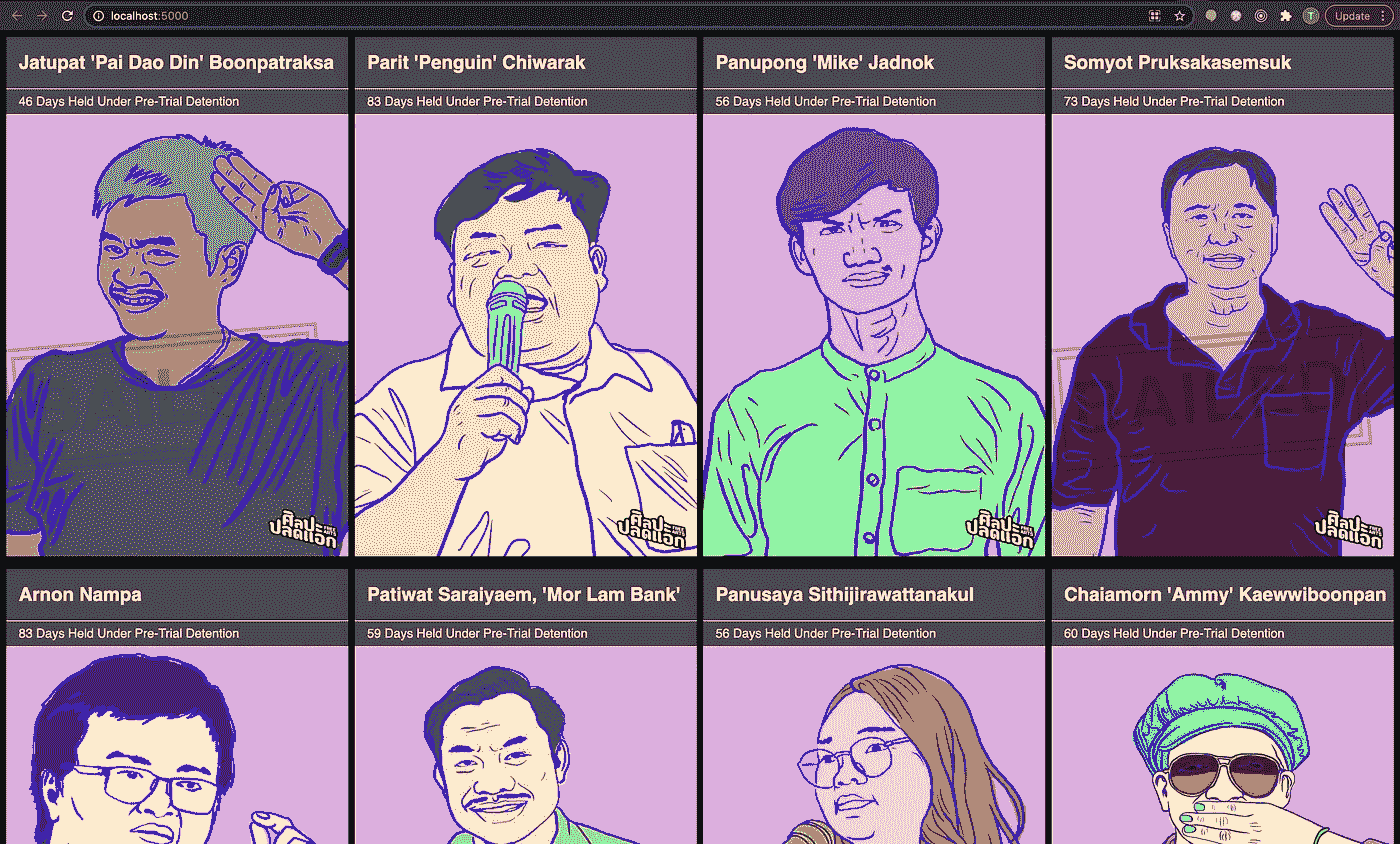 localhost:5000
T
Update
Jatupat 'Pai Dao Din' Boonpatraksa
46 Days Held Under Pre-Trial Detention
Parit 'Penguin' Chiwarak
83 Days Held Under Pre-Trial Detention
Panupong 'Mike' Jadnok
56 Days Held Under Pre-Trial Detention
Somyot Pruksakasemsuk
73 Days Held Under Pre-Trial Detention
BAILED
ศิลปะ
ปลดแอก
ศิลปะ
ปลดแอก
ศิลปะ
ปลดแอก
ศิลปะ
ปลดแอก
Arnon Nampa
83 Days Held Under Pre-Trial Detention
Patiwat Saraiyaem, 'Mor Lam Bank'
59 Days Held Under Pre-Trial Detention
Panusaya Sithijirawattanakul
56 Days Held Under Pre-Trial Detention
Chaiamorn 'Ammy' Kaewwiboonpan
60 Days Held Under Pre-Trial Detention